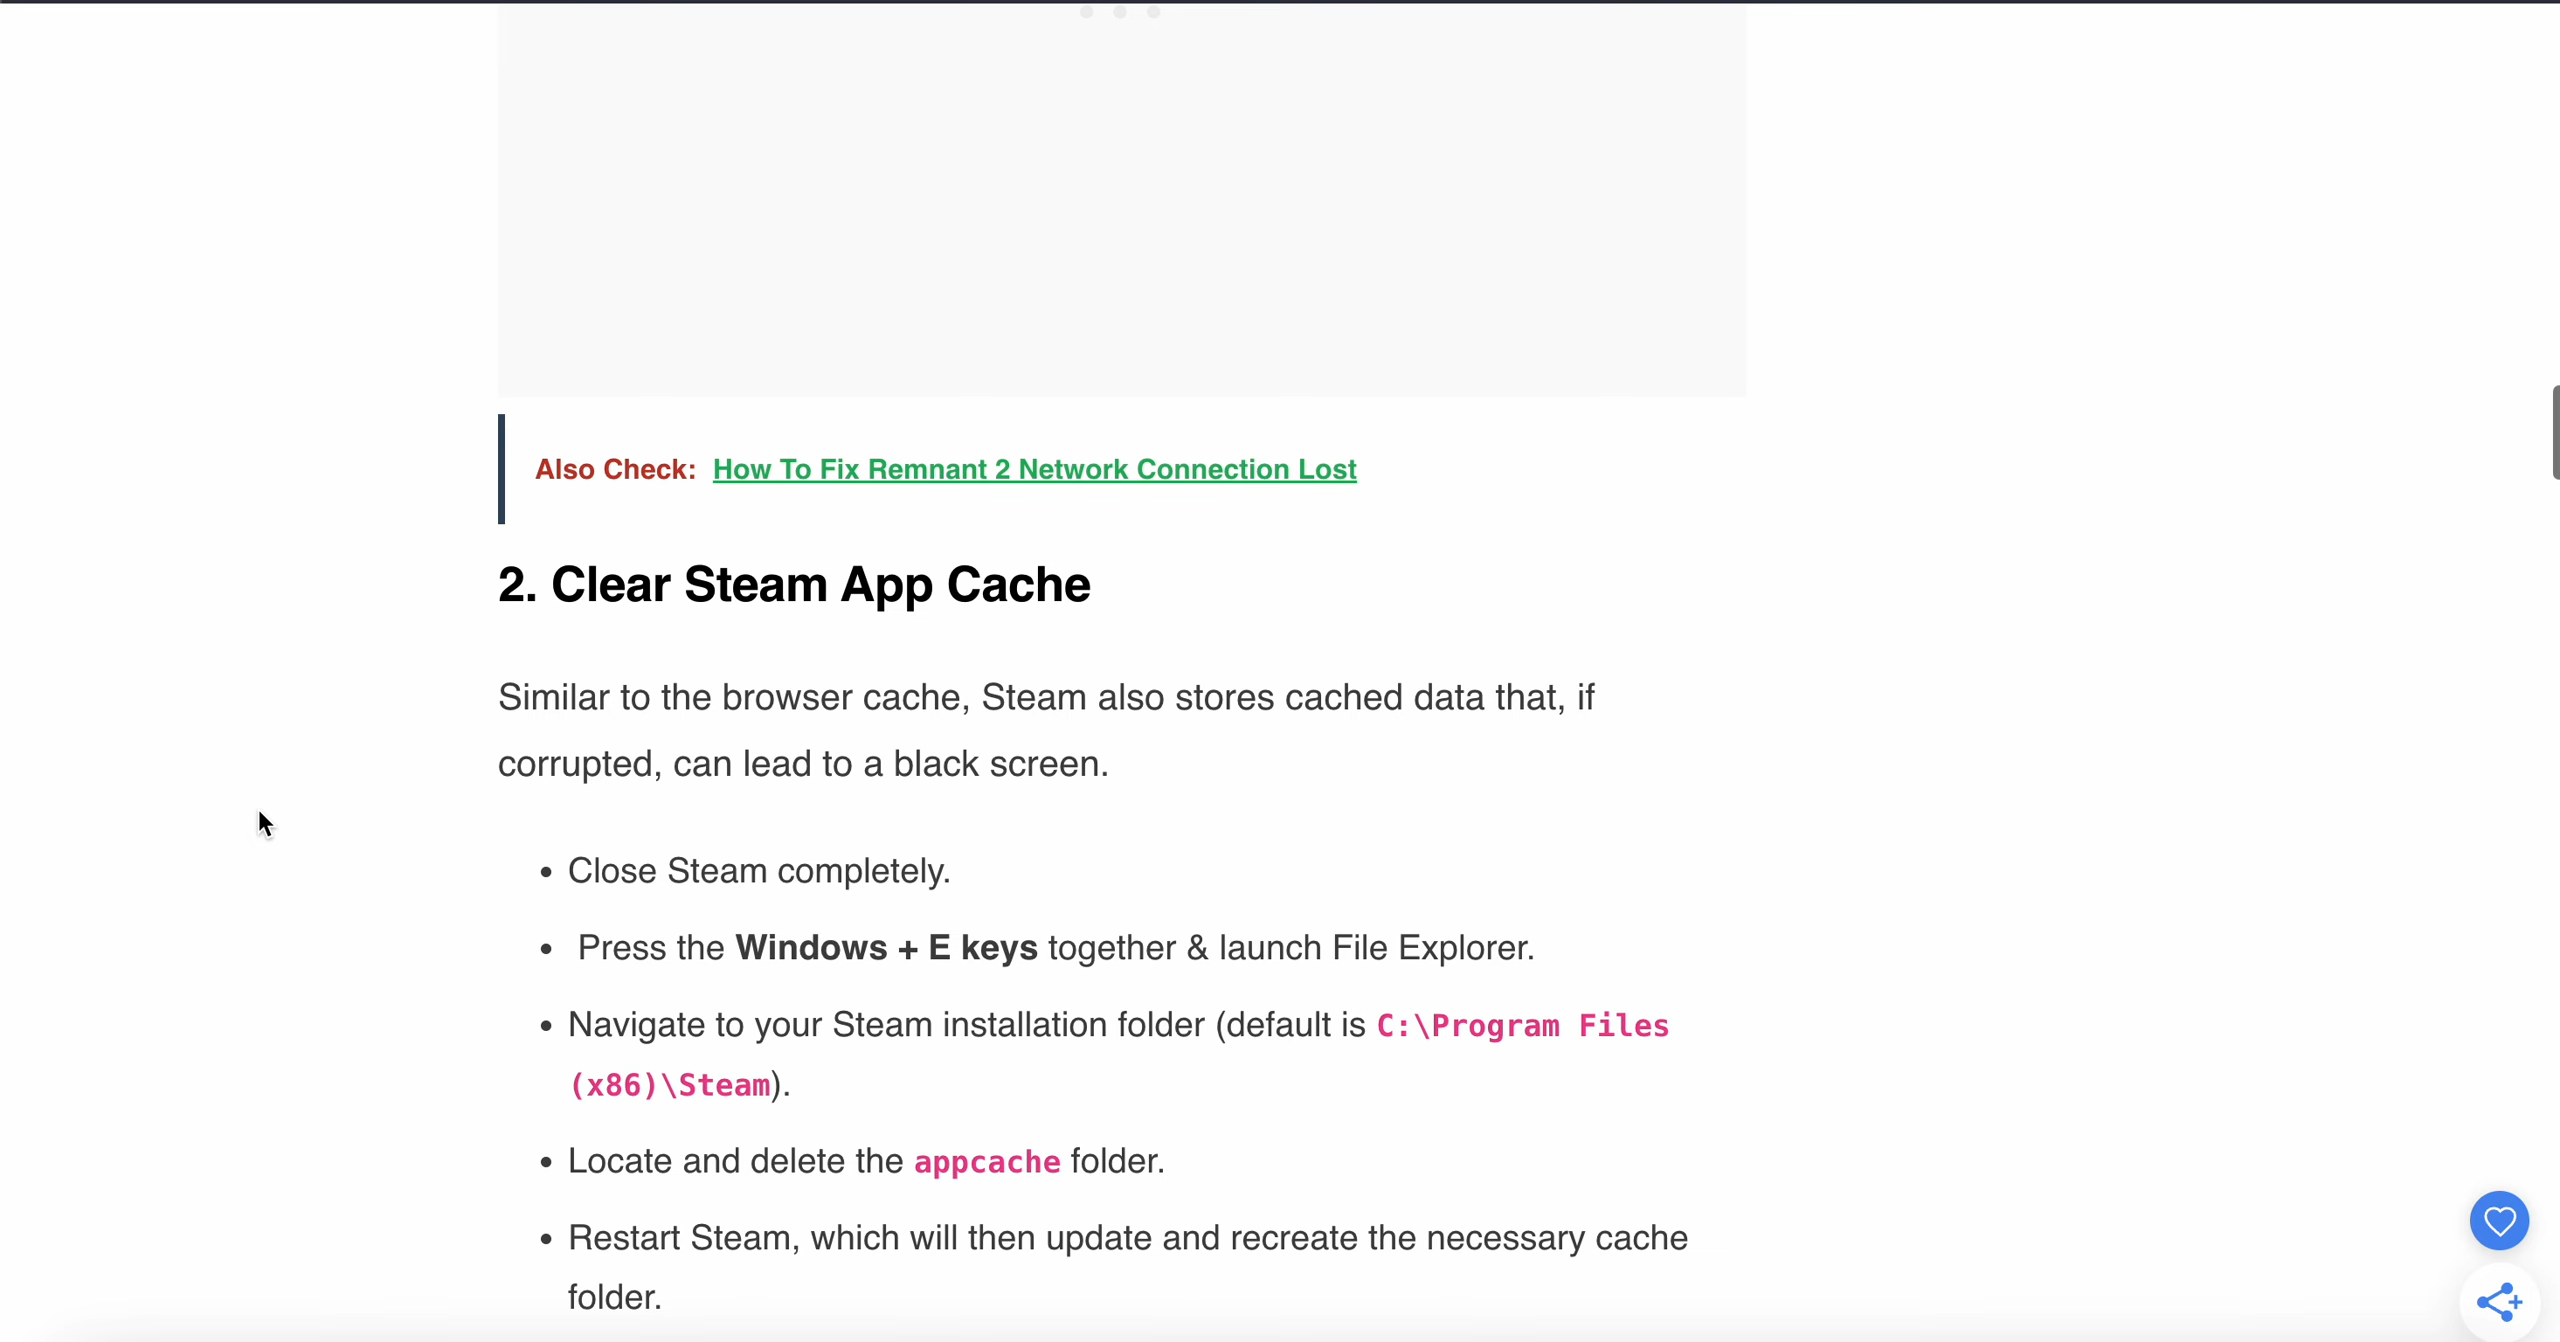 Also Check: How To Fix Remnant 2 Network Connection Lost
2. Clear Steam App Cache
Similar to the browser cache, Steam also stores cached data that, if
corrupted, can lead to a black screen.
• Close Steam completely.
• Press the Windows + E keys together & launch File Explorer.
• Navigate to your Steam installation folder (default is C:\Program Files
(x86)\Steam).
• Locate and delete the appcache folder.
• Restart Steam, which will then update and recreate the necessary cache
folder.